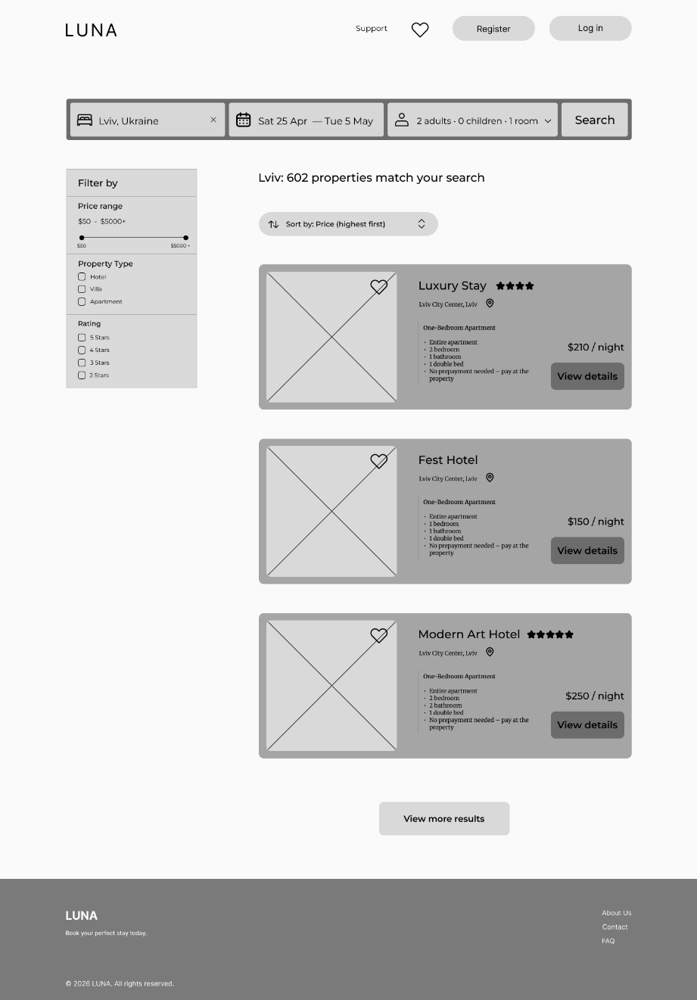 LUNA
Support
Register
Log in
Lviv, Ukraine
Sat 25 Apr — Tue 5 May
2 adults · 0 children · 1 room
Search
Filter by
Price range
$50 - $5000+
$50
$5000 +
Property Type
Hotel
Villa
Apartment
Rating
5 Stars
4 Stars
3 Stars
2 Stars
Lviv: 602 properties match your search
Sort by: Price (highest first)
Luxury Stay
Lviv City Center, Lviv
One-Bedroom Apartment
· Entire apartment
· 2 bedroom
· 1 bathroom
· 1 double bed
· No prepayment needed – pay at the
property
$210 / night
View details
Fest Hotel
Lviv City Center, Lviv
One-Bedroom Apartment
· Entire apartment
· 1 bedroom
· 1 bathroom
· 1 double bed
· No prepayment needed – pay at the
property
$150 / night
View details
Modern Art Hotel
Lviv City Center, Lviv
One-Bedroom Apartment
· Entire apartment
· 2 bedroom
· 2 bathroom
· 1 double bed
· No prepayment needed – pay at the
property
$250 / night
View details
View more results
LUNA
Book your perfect stay today.
About Us
Contact
FAQ
© 2026 LUNA. All rights reserved.